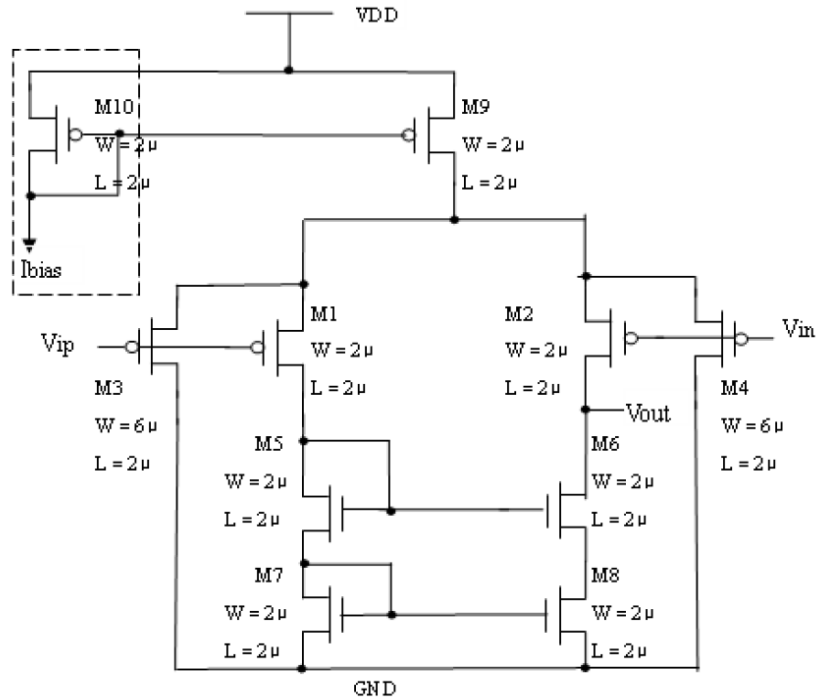 VDD
M10
W = 2μ
L = 2μ
M9
W = 2μ
L = 2μ
Ibias
Vip
M3
W = 6μ
L = 2μ
M1
W = 2μ
L = 2μ
M2
W = 2μ
L = 2μ
Vin
M4
W = 6μ
L = 2μ
Vout
M5
W = 2μ
L = 2μ
M6
W = 2μ
L = 2μ
M7
W = 2μ
L = 2μ
M8
W = 2μ
L = 2μ
GND